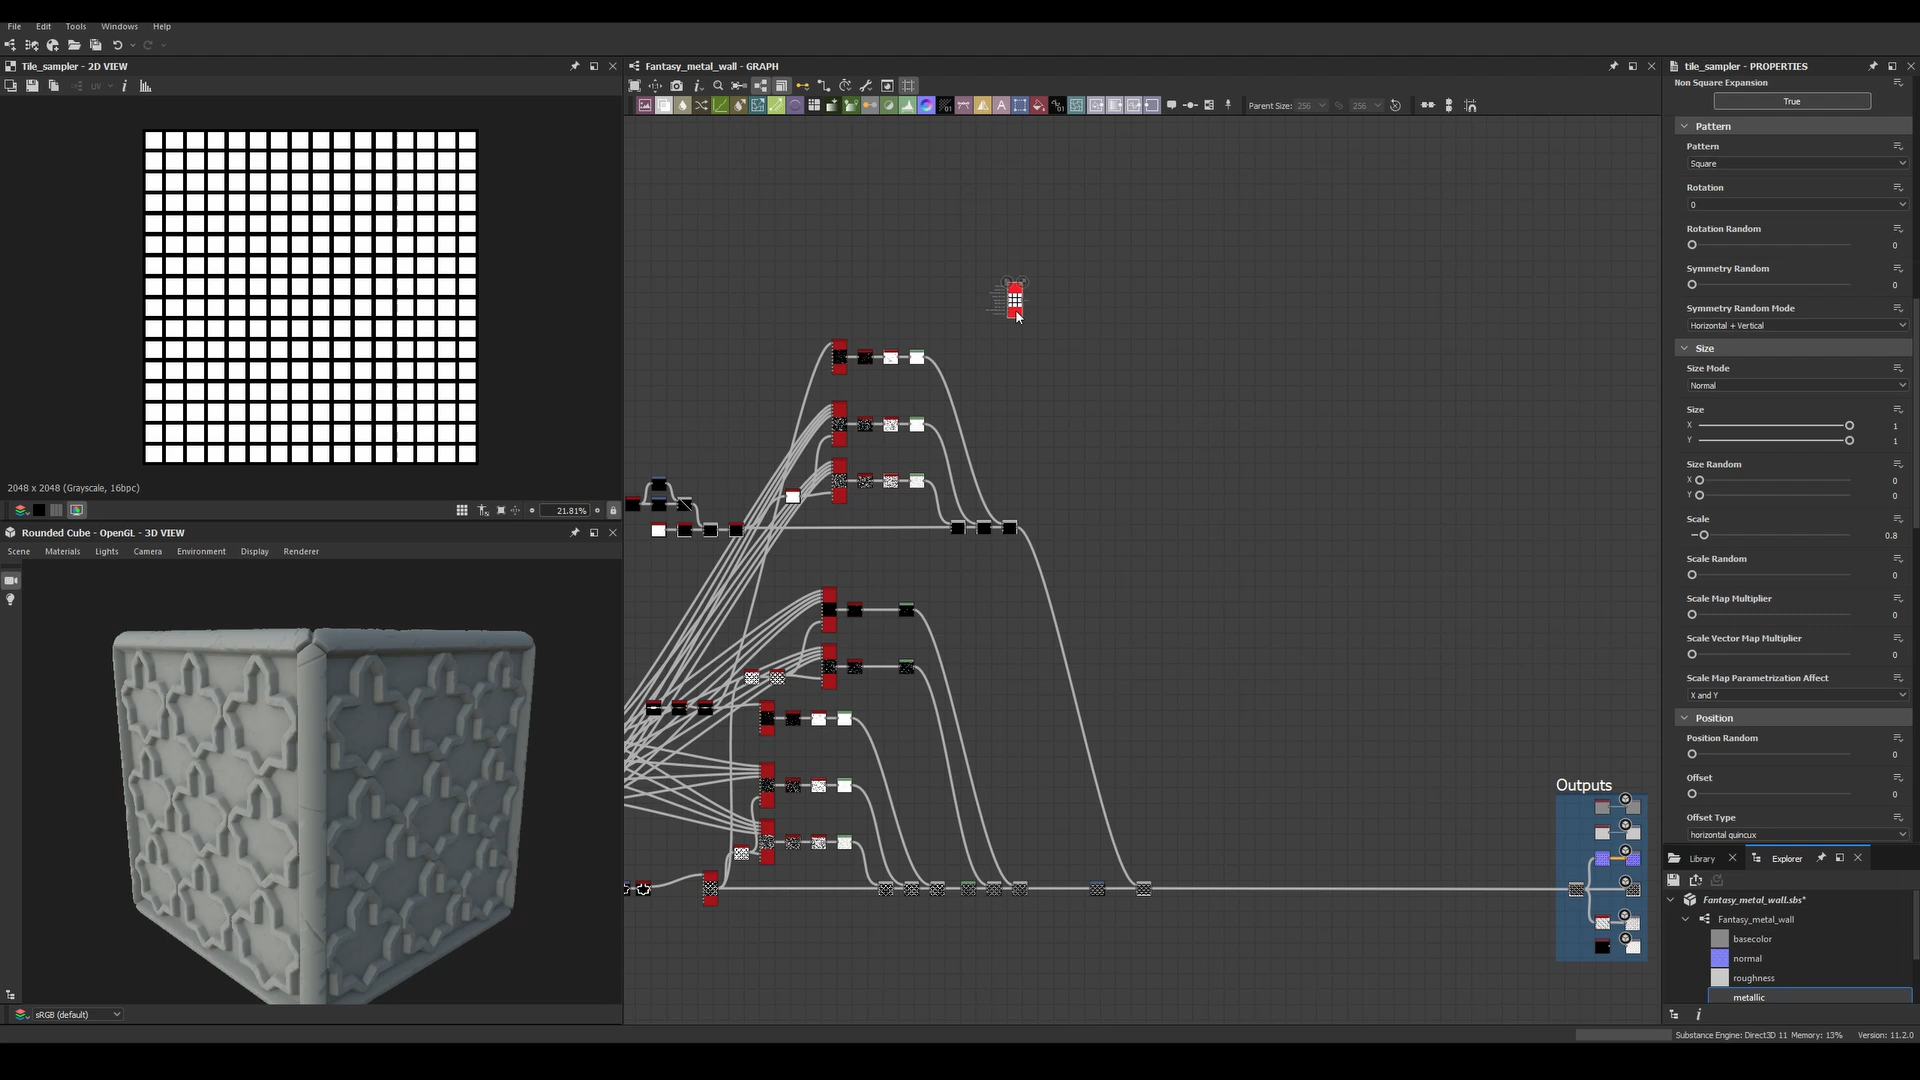 File Edit Tools Windows Help
Tile_sampler - 2D VIEW
2048 x 2048 (Grayscale, 16bpc)
21.81%
Rounded Cube - OpenGL - 3D VIEW
Scene Materials Lights Camera Environment Display Renderer
sRGB (default)
Fantasy_metal_wall - GRAPH
Parent Size: 256 256
Outputs
tile_sampler - PROPERTIES
Non Square Expansion
True
Pattern
Pattern
Square
Rotation
0
Rotation Random
0
Symmetry Random
0
Symmetry Random Mode
Horizontal + Vertical
Size
Size Mode
Normal
Size
X 1
Y 1
Size Random
X 0
Y 0
Scale
0.8
Scale Random
0
Scale Map Multiplier
0
Scale Vector Map Multiplier
0
Scale Map Parametrization Affect
X and Y
Position
Position Random
0
Offset
0
Offset Type
horizontal quincux
Library Explorer
Fantasy_metal_wall.sbs*
Fantasy_metal_wall
basecolor
normal
roughness
metallic
Substance Engine: Direct3D 11 Memory: 13% Version: 11.2.0